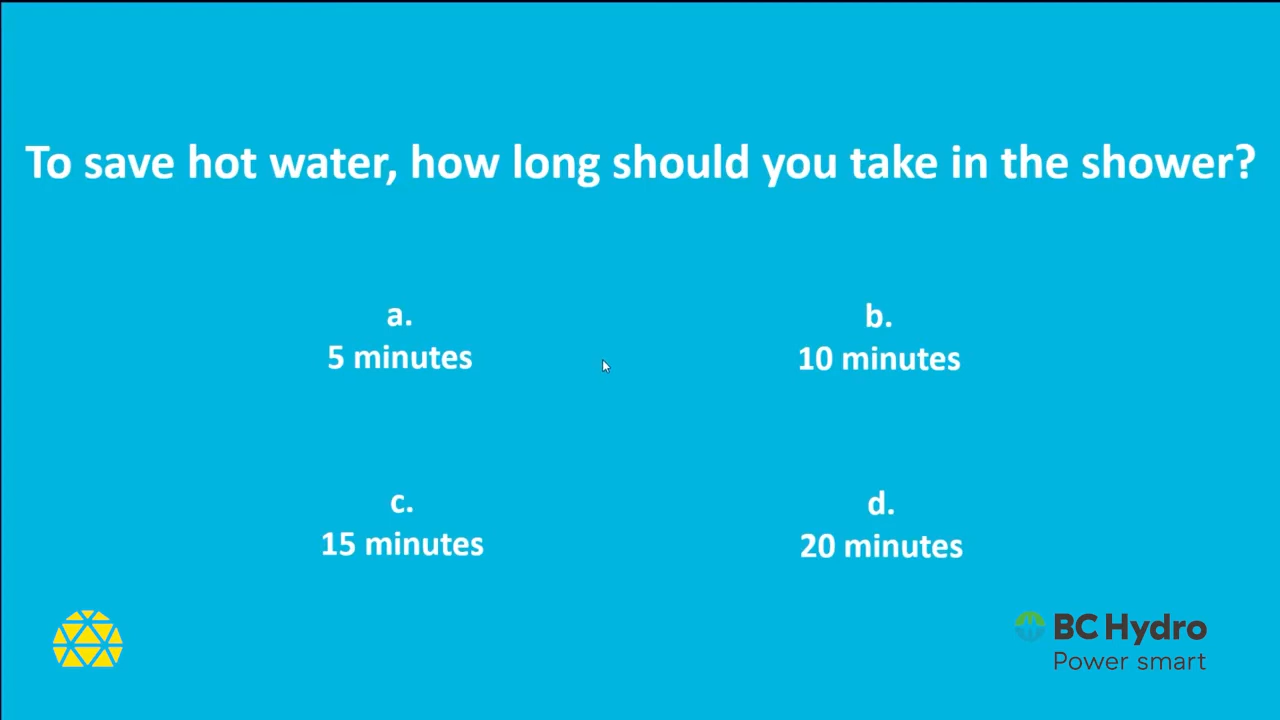 To save hot water, how long should you take in the shower?
a.
5 minutes
b.
10 minutes
c.
15 minutes
d.
20 minutes
BC Hydro
Power smart